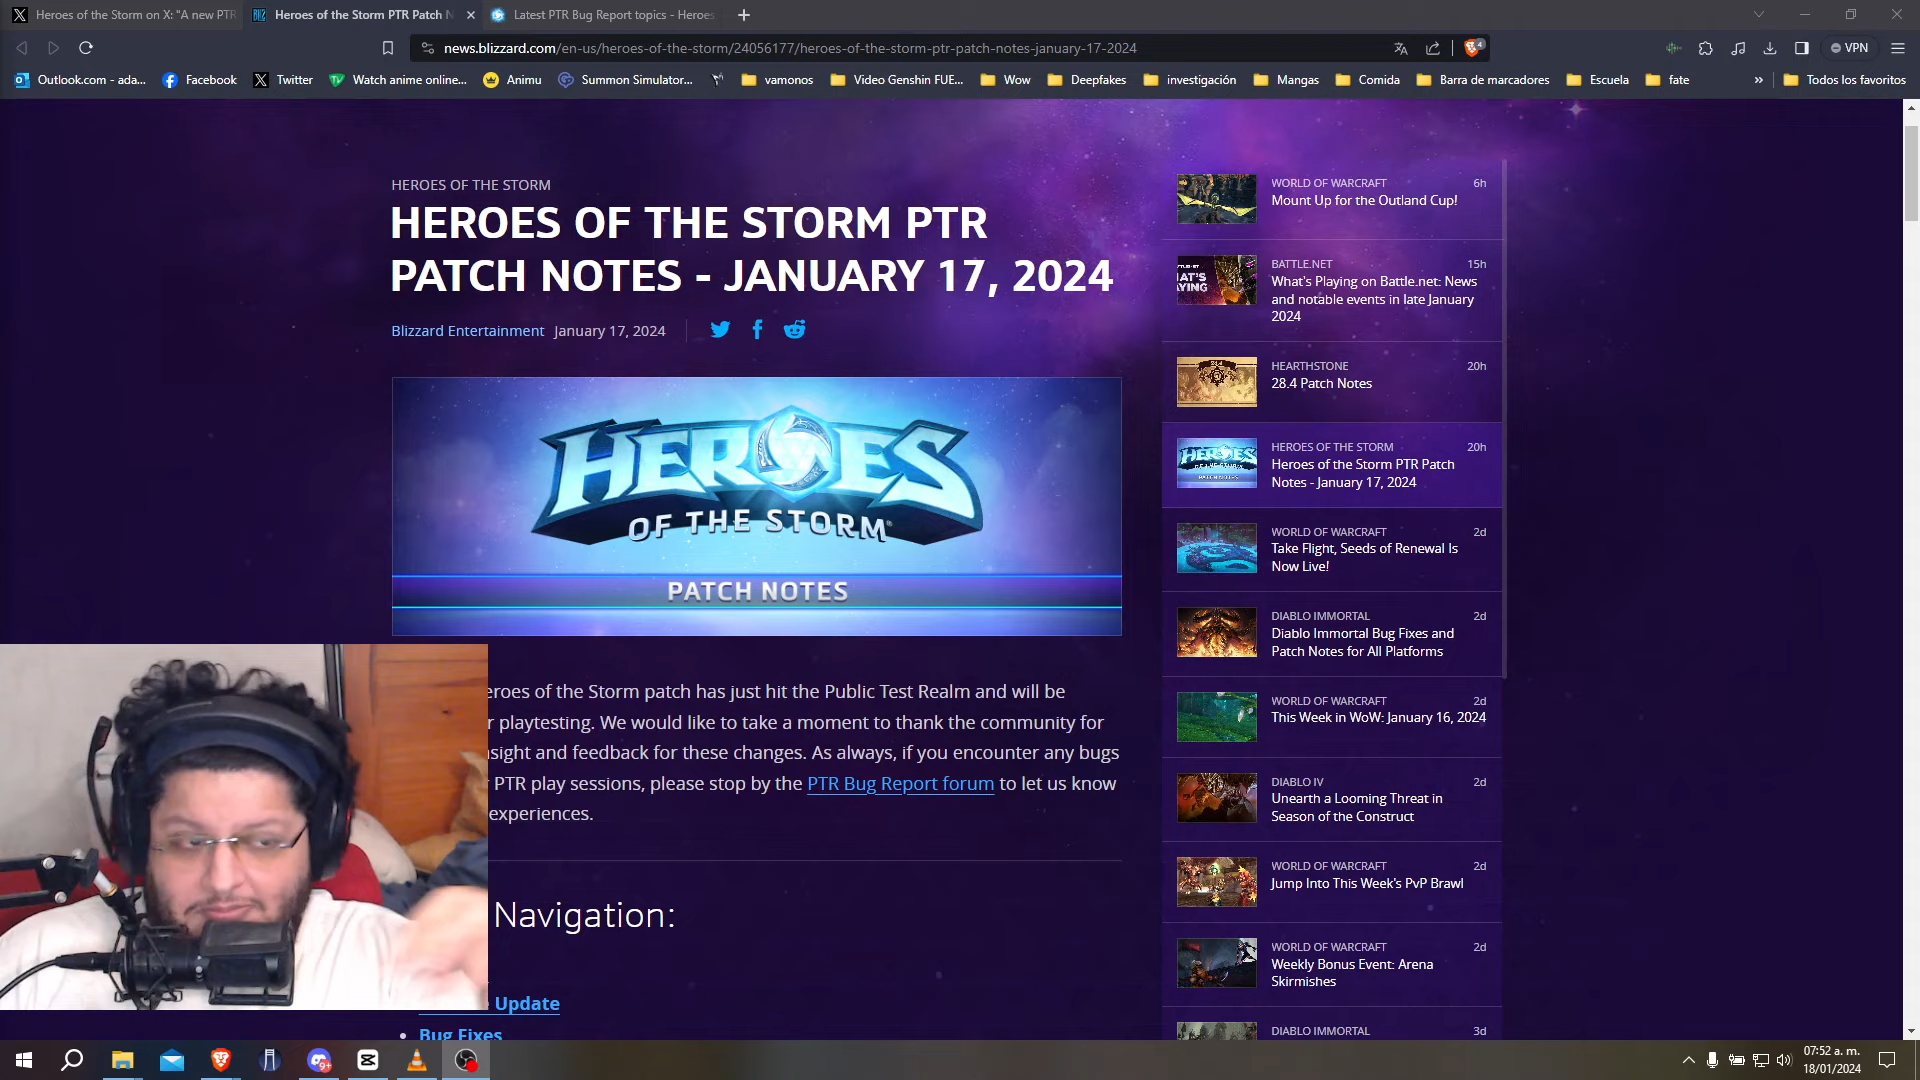 Heroes of the Storm on X: "A new PTR
Heroes of the Storm PTR Patch N
Latest PTR Bug Report topics - Heroes
news.blizzard.com/en-us/heroes-of-the-storm/24056177/heroes-of-the-storm-ptr-patch-notes-january-17-2024
4
VPN
Outlook.com - ada...
Facebook
Twitter
Watch anime online...
Animu
Summon Simulator...
vamonos
Video Genshin FUE...
Wow
Deepfakes
investigación
Mangas
Comida
Barra de marcadores
Escuela
fate
»
Todos los favoritos
HEROES OF THE STORM
HEROES OF THE STORM PTR
PATCH NOTES - JANUARY 17, 2024
Blizzard Entertainment January 17, 2024
HEROES
OF THE STORM
PATCH NOTES
eroes of the Storm patch has just hit the Public Test Realm and will be
r playtesting. We would like to take a moment to thank the community for
sight and feedback for these changes. As always, if you encounter any bugs
PTR play sessions, please stop by the PTR Bug Report forum to let us know
experiences.
Navigation:
Update
Bug Fixes
WORLD OF WARCRAFT 6h
Mount Up for the Outland Cup!
BATTLE.NET 15h
What's Playing on Battle.net: News
and notable events in late January
2024
HEARTHSTONE 20h
28.4 Patch Notes
HEROES OF THE STORM 20h
Heroes of the Storm PTR Patch
Notes - January 17, 2024
WORLD OF WARCRAFT 2d
Take Flight, Seeds of Renewal Is
Now Live!
DIABLO IMMORTAL 2d
Diablo Immortal Bug Fixes and
Patch Notes for All Platforms
WORLD OF WARCRAFT 2d
This Week in WoW: January 16, 2024
DIABLO IV 2d
Unearth a Looming Threat in
Season of the Construct
WORLD OF WARCRAFT 2d
Jump Into This Week's PvP Brawl
WORLD OF WARCRAFT 2d
Weekly Bonus Event: Arena
Skirmishes
DIABLO IMMORTAL 3d
9+
07:52 a. m.
18/01/2024